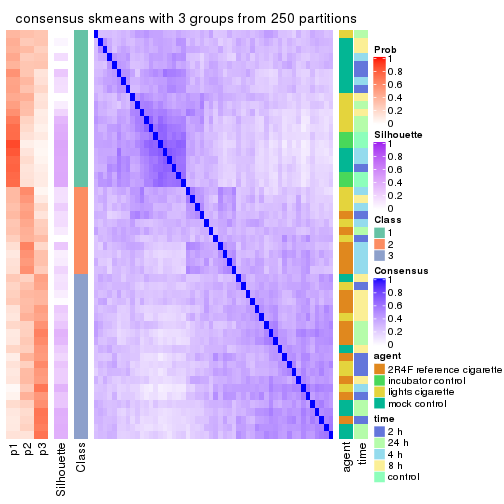 consensus skmeans with 3 groups from 250 partitions
Prob
1
0.8
0.6
0.4
0.2
0
Silhouette
1
0.8
0.6
0.4
0.2
0
Class
1
2
3
Consensus
1
0.8
0.6
0.4
0.2
0
agent
2R4F reference cigarette
incubator control
lights cigarette
mock control
time
2 h
24 h
4 h
8 h
control
p1
p2
p3
Silhouette
Class
agent
time